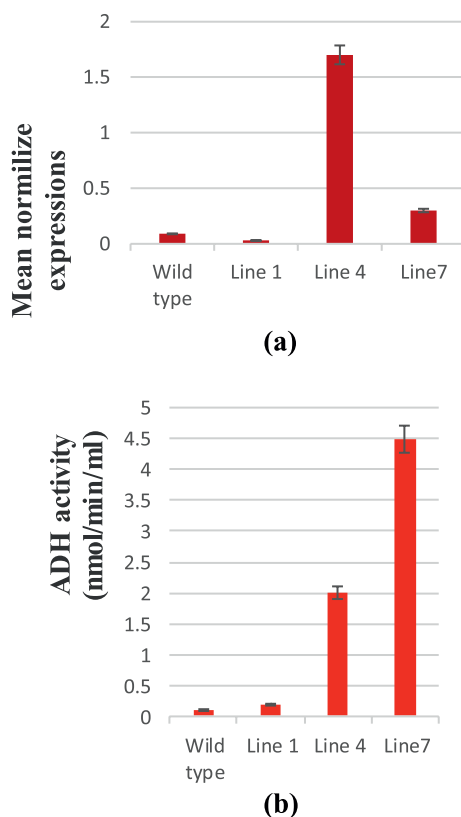 Mean normilize
expressions
2
1.5
1
0.5
0
Wild
type
Line 1
Line 4
Line7
(a)
ADH activity
(nmol/min/ml)
5
4.5
4
3.5
3
2.5
2
1.5
1
0.5
0
Wild
type
Line 1
Line 4
Line7
(b)